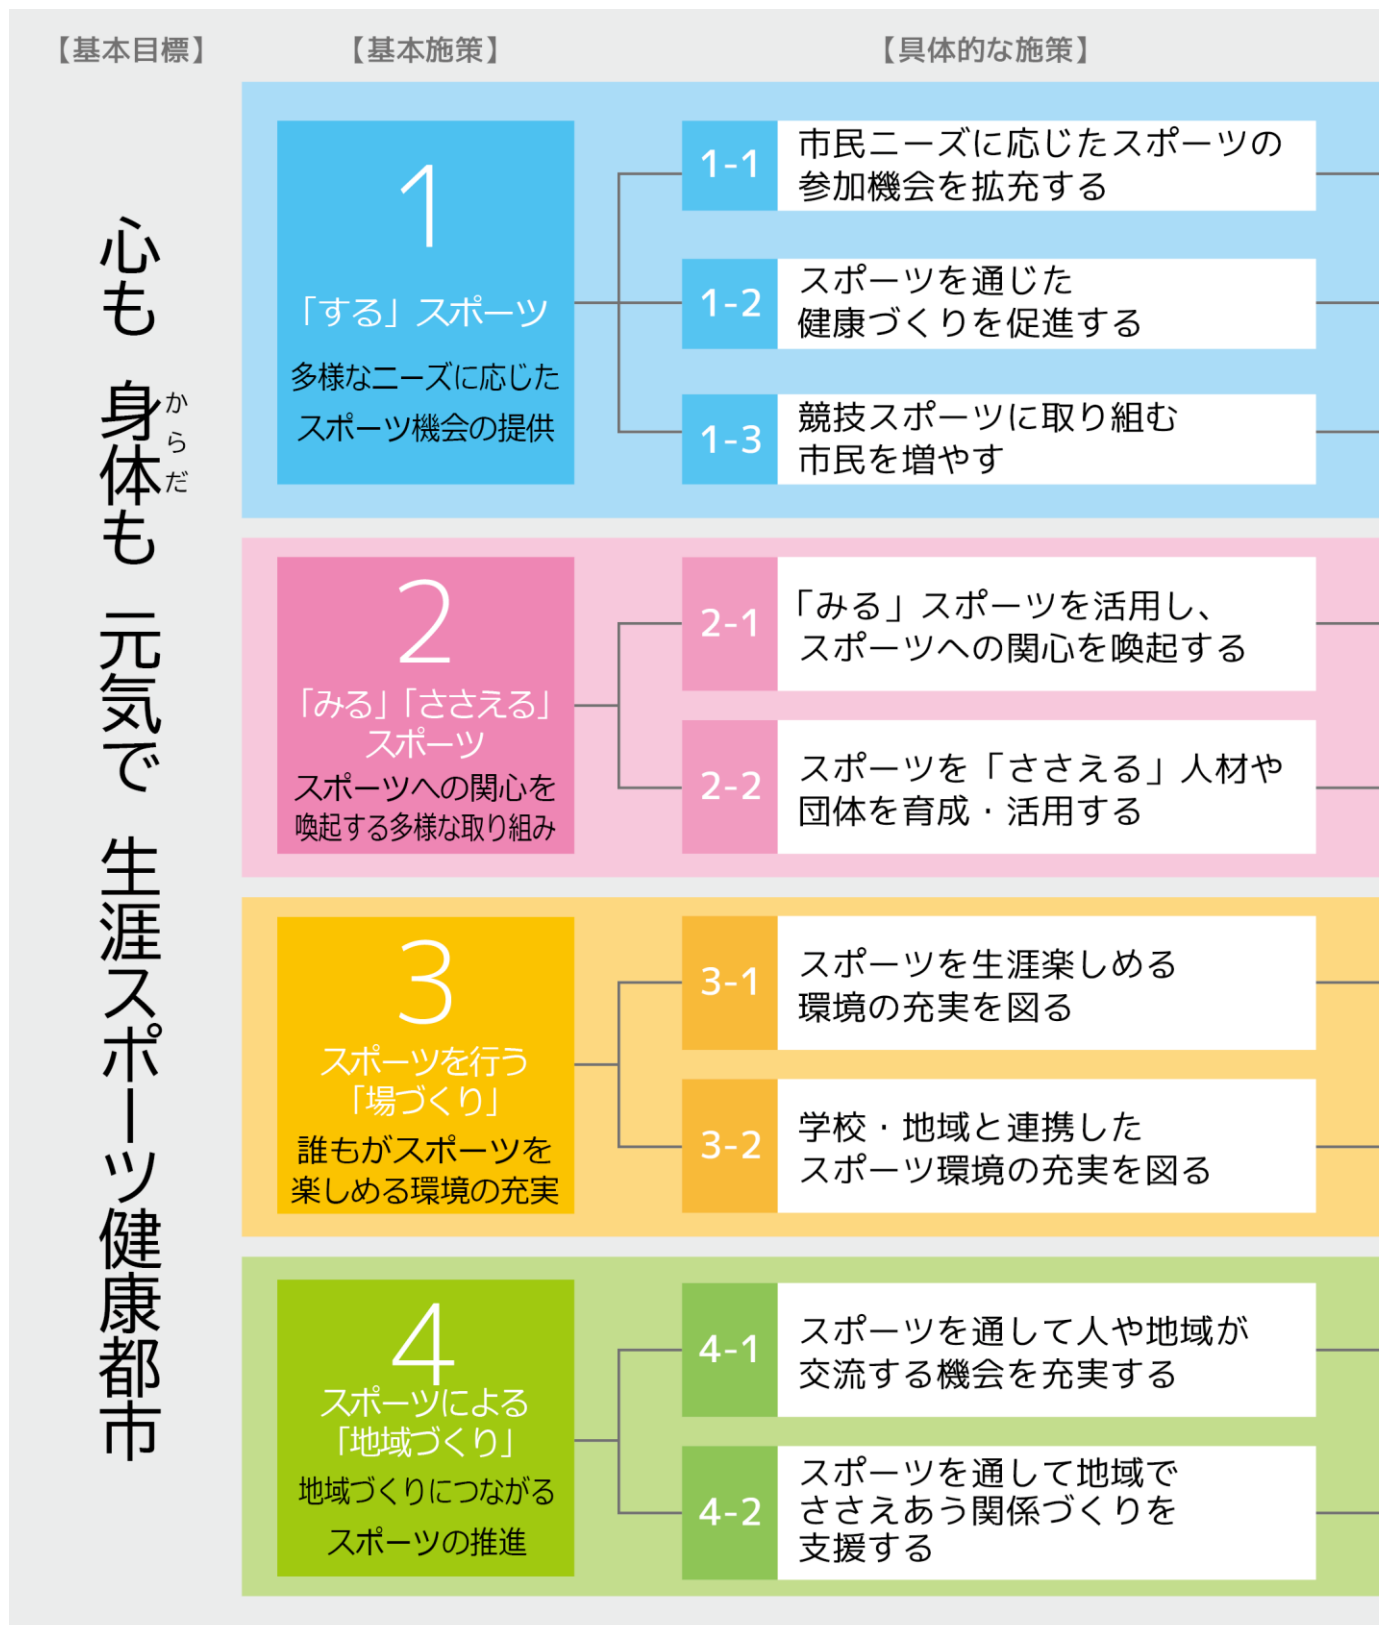 【基本目標】
【基本施策】
【具体的な施策】
心も 身体も 元気で 生涯スポーツ健康都市
からだ
1
「する」スポーツ
多様なニーズに応じた
スポーツ機会の提供
1-1
市民ニーズに応じたスポーツの
参加機会を拡充する
1-2
スポーツを通じた
健康づくりを促進する
1-3
競技スポーツに取り組む
市民を増やす
2
「みる」「ささえる」
スポーツ
スポーツへの関心を
喚起する多様な取り組み
2-1
「みる」スポーツを活用し、
スポーツへの関心を喚起する
2-2
スポーツを「ささえる」人材や
団体を育成・活用する
3
スポーツを行う
「場づくり」
誰もがスポーツを
楽しめる環境の充実
3-1
スポーツを生涯楽しめる
環境の充実を図る
3-2
学校・地域と連携した
スポーツ環境の充実を図る
4
スポーツによる
「地域づくり」
地域づくりにつながる
スポーツの推進
4-1
スポーツを通して人や地域が
交流する機会を充実する
4-2
スポーツを通して地域で
ささえあう関係づくりを
支援する